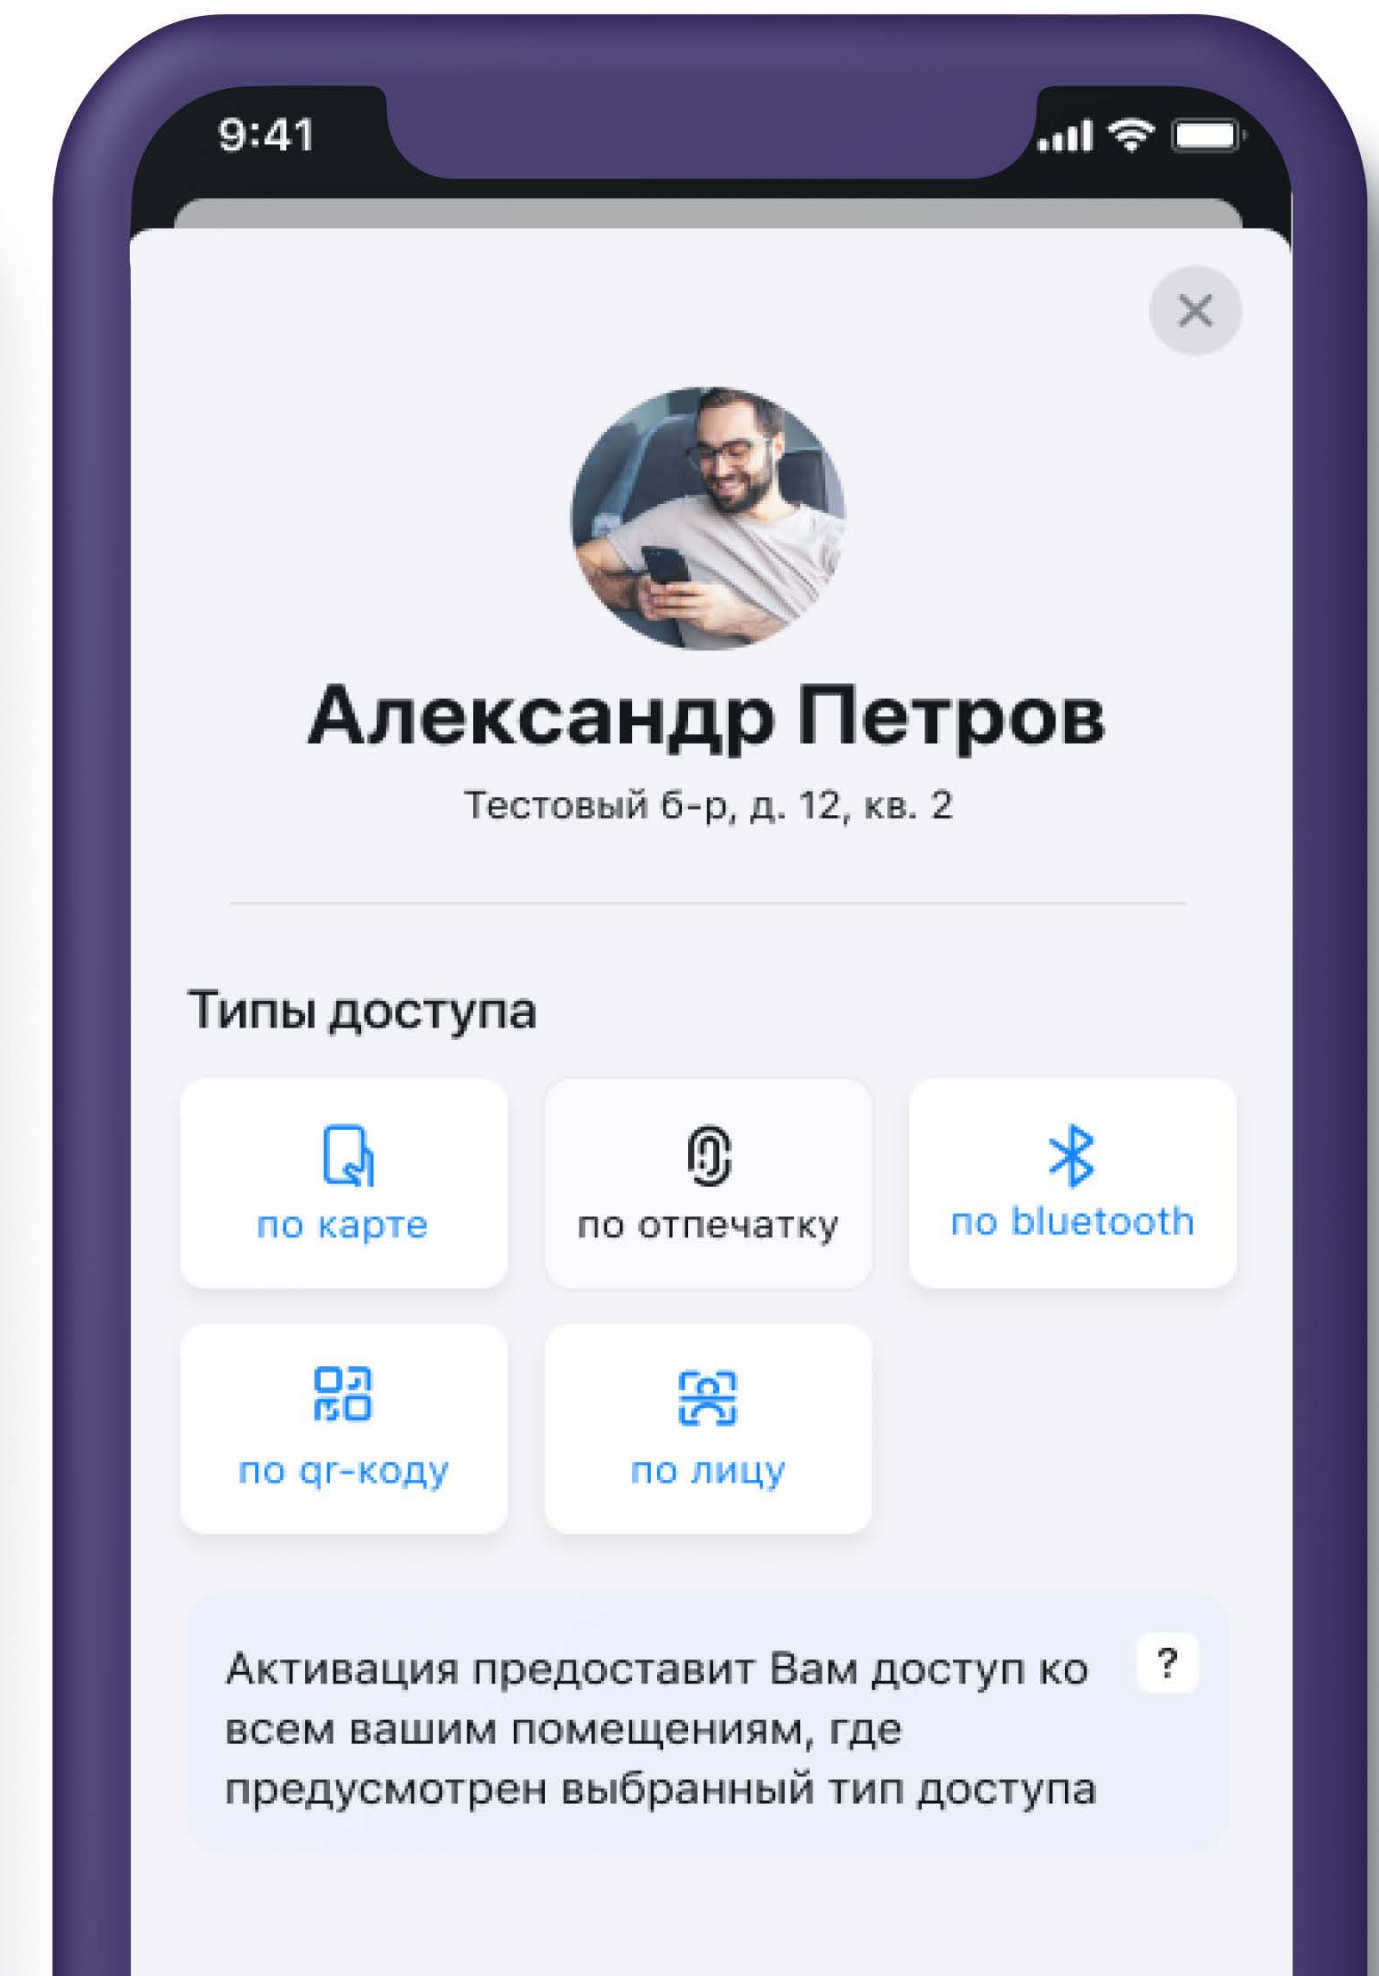 9:41
Александр Петров
Тестовый б-р, д. 12, кв. 2
Типы доступа
по карте
по отпечатку
по bluetooth
по qr-коду
по лицу
Активация предоставит Вам доступ ко
?
всем вашим помещениям, где
предусмотрен выбранный тип доступа